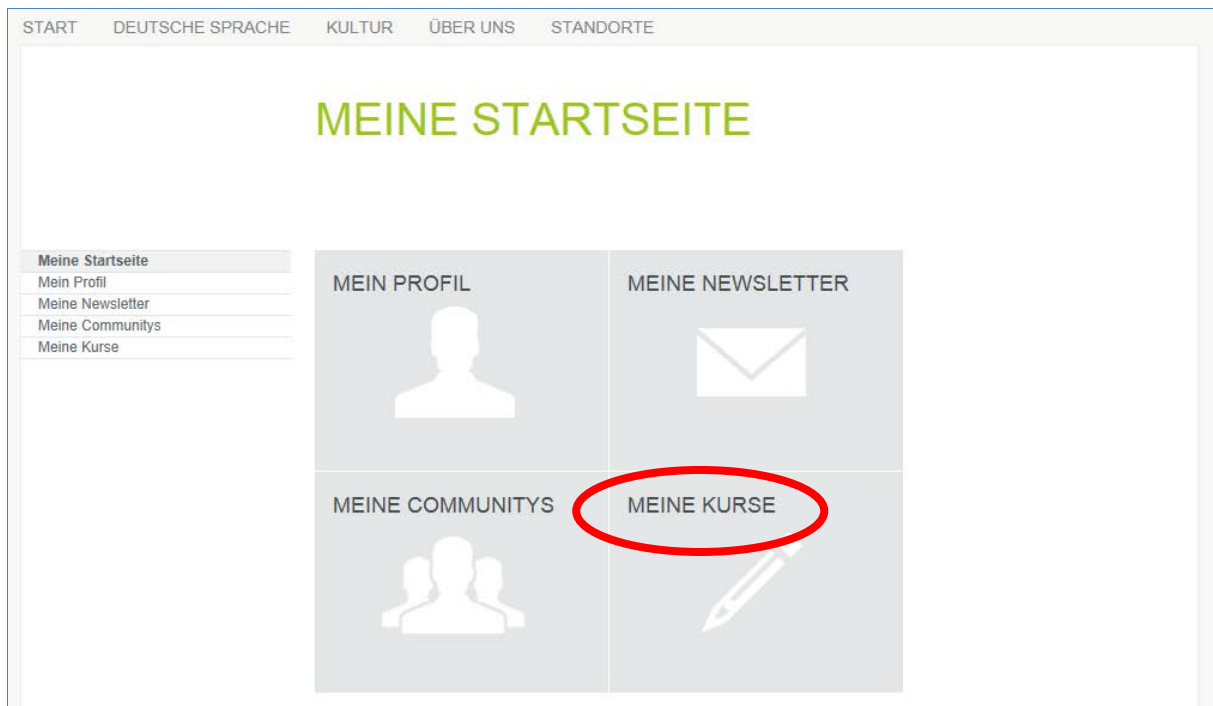 START DEUTSCHE SPRACHE KULTUR ÜBER UNS STANDORTE
MEINE STARTSEITE
Meine Startseite
Mein Profil
Meine Newsletter
Meine Communitys
Meine Kurse
MEIN PROFIL
MEINE NEWSLETTER
MEINE COMMUNITYS
MEINE KURSE